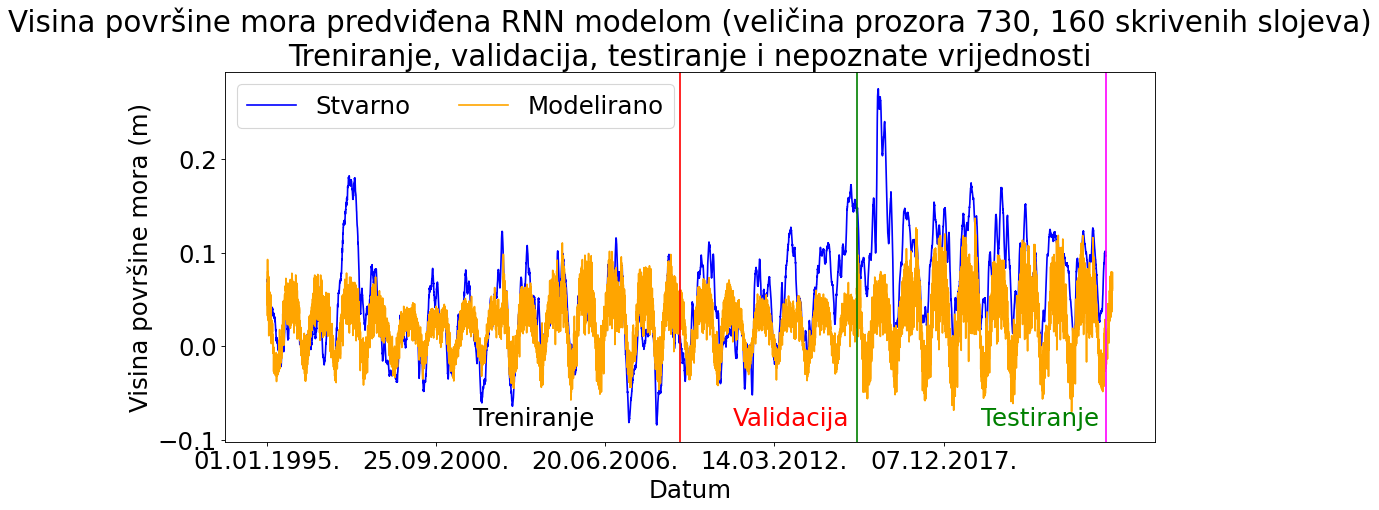 Visina površine mora predviđena RNN modelom (veličina prozora 730, 160 skrivenih slojeva)
Treniranje, validacija, testiranje i nepoznate vrijednosti
Stvarno
Modelirano
Visina površine mora (m)
0.2
0.1
0.0
−0.1
Treniranje
Validacija
Testiranje
01.01.1995.
25.09.2000.
20.06.2006.
14.03.2012.
07.12.2017.
Datum